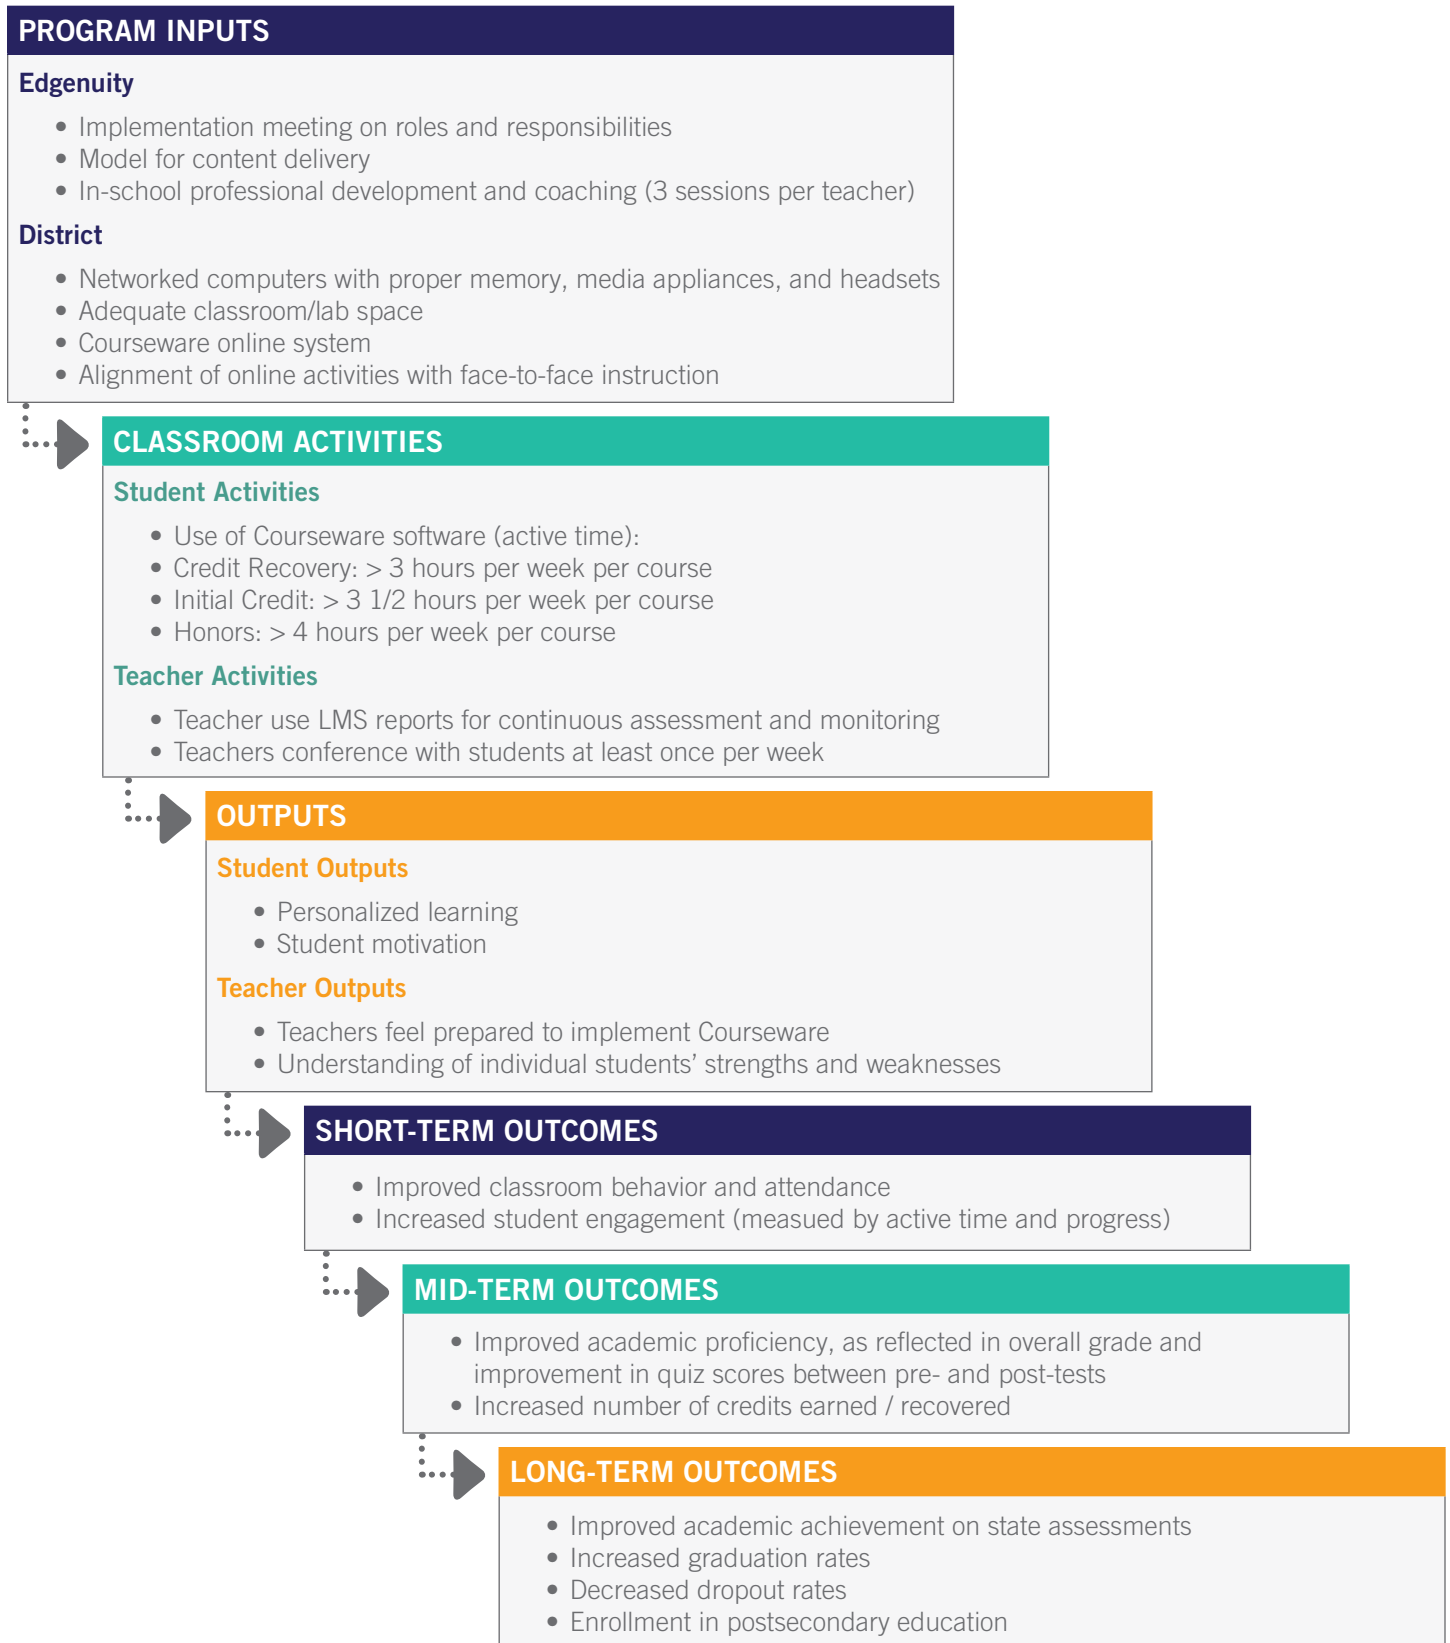 PROGRAM INPUTS
Edgenuity
• Implementation meeting on roles and responsibilities
• Model for content delivery
• In-school professional development and coaching (3 sessions per teacher)
District
• Networked computers with proper memory, media appliances, and headsets
• Adequate classroom/lab space
• Courseware online system
• Alignment of online activities with face-to-face instruction
CLASSROOM ACTIVITIES
Student Activities
• Use of Courseware software (active time):
• Credit Recovery: > 3 hours per week per course
• Initial Credit: > 3 1/2 hours per week per course
• Honors: > 4 hours per week per course
Teacher Activities
• Teacher use LMS reports for continuous assessment and monitoring
• Teachers conference with students at least once per week
OUTPUTS
Student Outputs
• Personalized learning
• Student motivation
Teacher Outputs
• Teachers feel prepared to implement Courseware
• Understanding of individual students’ strengths and weaknesses
SHORT-TERM OUTCOMES
• Improved classroom behavior and attendance
• Increased student engagement (measued by active time and progress)
MID-TERM OUTCOMES
• Improved academic proficiency, as reflected in overall grade and
improvement in quiz scores between pre- and post-tests
• Increased number of credits earned / recovered
LONG-TERM OUTCOMES
• Improved academic achievement on state assessments
• Increased graduation rates
• Decreased dropout rates
• Enrollment in postsecondary education